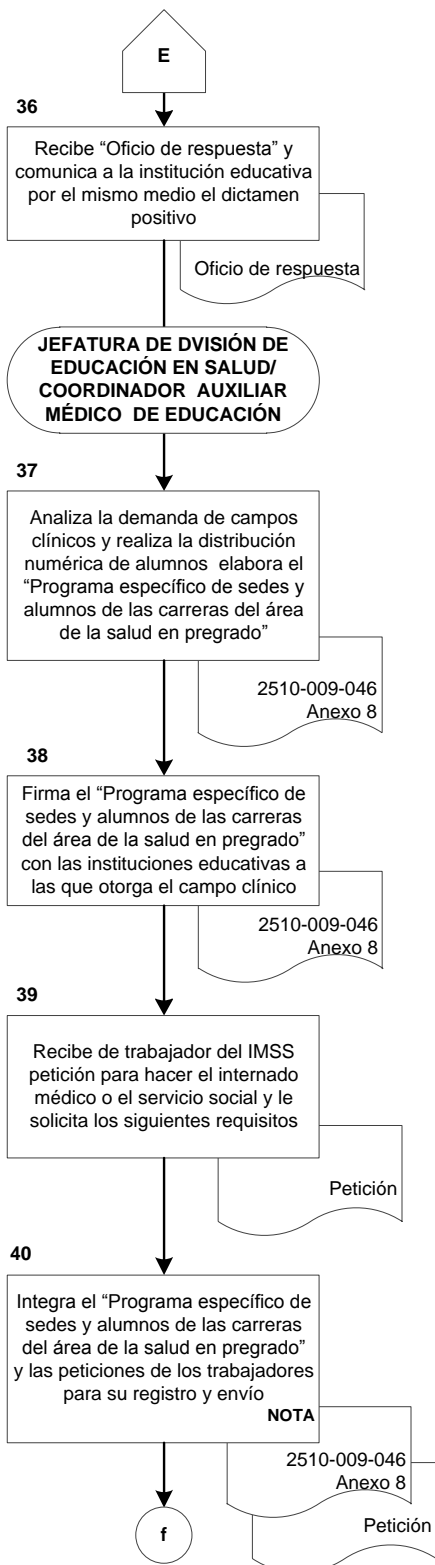 E
36
Recibe “Oficio de respuesta” y
comunica a la institución educativa
por el mismo medio el dictamen
positivo
Oficio de respuesta
JEFATURA DE DVISIÓN DE
EDUCACIÓN EN SALUD/
COORDINADOR AUXILIAR
MÉDICO DE EDUCACIÓN
37
Analiza la demanda de campos
clínicos y realiza la distribución
numérica de alumnos elabora el
“Programa específico de sedes y
alumnos de las carreras del área
de la salud en pregrado”
2510-009-046
Anexo 8
38
Firma el “Programa específico de
sedes y alumnos de las carreras
del área de la salud en pregrado”
con las instituciones educativas a
las que otorga el campo clínico
2510-009-046
Anexo 8
39
Recibe de trabajador del IMSS
petición para hacer el internado
médico o el servicio social y le
solicita los siguientes requisitos
Petición
40
Integra el “Programa específico de
sedes y alumnos de las carreras
del área de la salud en pregrado”
y las peticiones de los trabajadores
para su registro y envío
NOTA
2510-009-046
Anexo 8
Petición
f